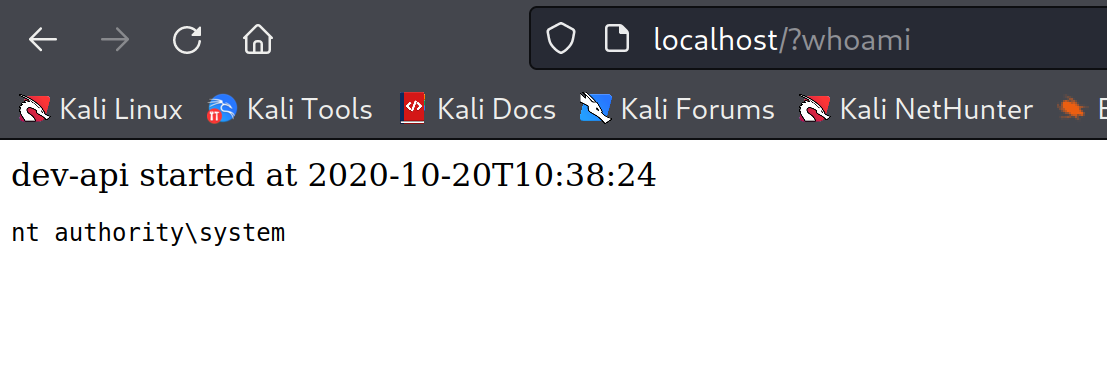 localhost/?whoami
Kali Linux Kali Tools Kali Docs Kali Forums Kali NetHunter E
dev-api started at 2020-10-20T10:38:24
nt authority\system